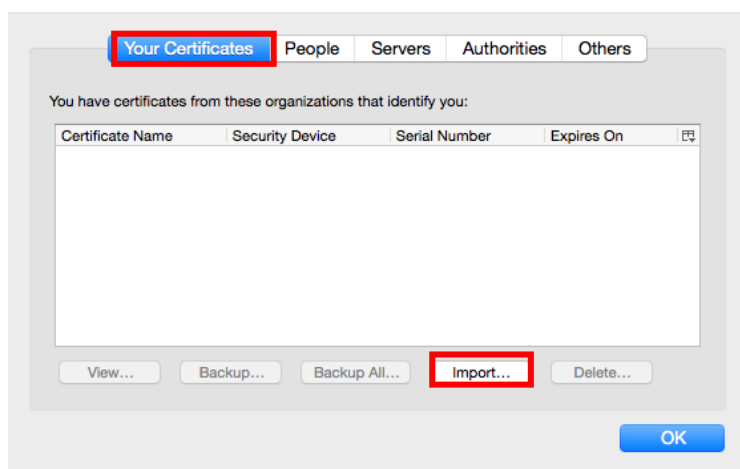 Your Certificates People Servers Authorities Others
You have certificates from these organizations that identify you:
Certificate Name Security Device Serial Number Expires On
View... Backup... Backup All... Import... Delete...
OK